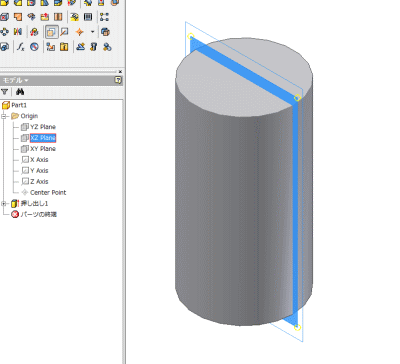 モデル
Part1
Origin
YZ Plane
XZ Plane
XY Plane
X Axis
Y Axis
Z Axis
Center Point
押し出し1
パーツの終端